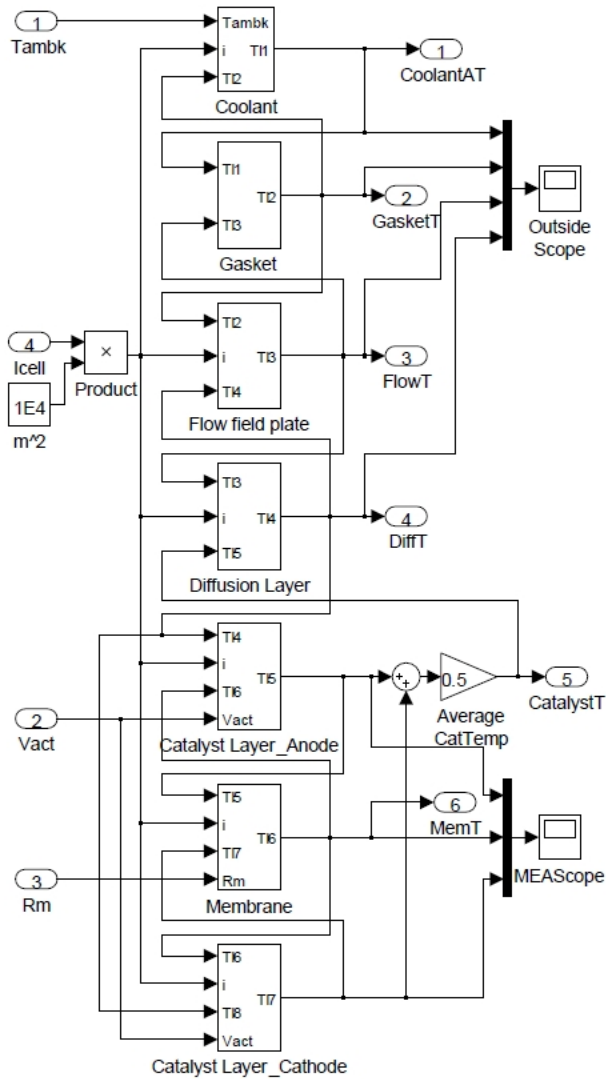 1
Tambk
Tambk
i
Tl2
Tl1
Coolant
1
CoolantAT
Tl1
Tl3
Tl2
Gasket
2
GasketT
Outside
Scope
4
Icell
1E4
m^2
×
Product
Tl2
i
Tl4
Tl3
Flow field plate
3
FlowT
Tl3
i
Tl5
Tl4
Diffusion Layer
4
DiffT
2
Vact
Tl4
i
Tl6
Vact
Tl5
Catalyst Layer_Anode
+
+
0.5
Average
CatTemp
5
CatalystT
3
Rm
Tl5
i
Tl7
Rm
Tl6
Membrane
6
MemT
MEAScope
Tl6
i
Tl8
Vact
Tl7
Catalyst Layer_Cathode